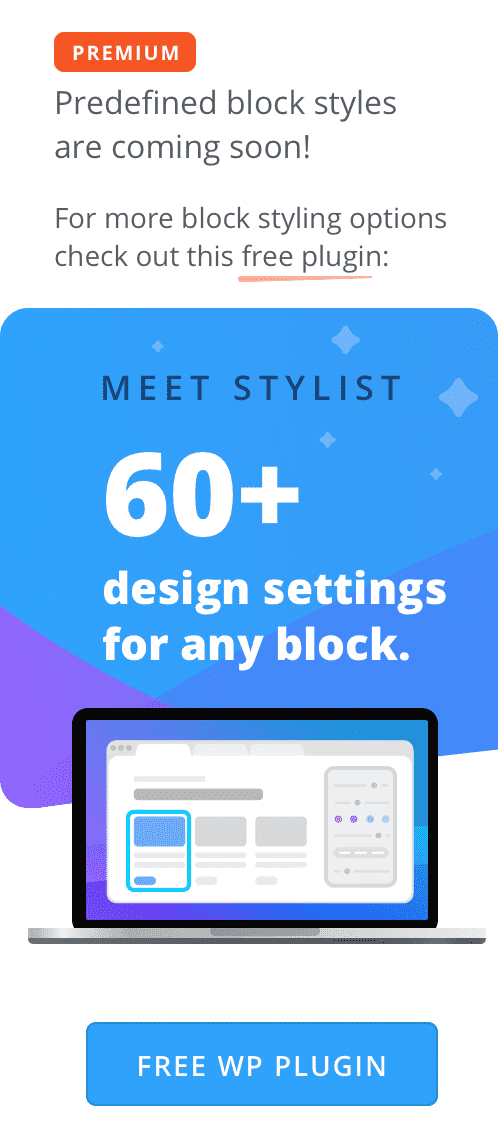 PREMIUM
Predefined block styles
are coming soon!
For more block styling options
check out this free plugin:
MEET STYLIST
60+
design settings
for any block.
FREE WP PLUGIN